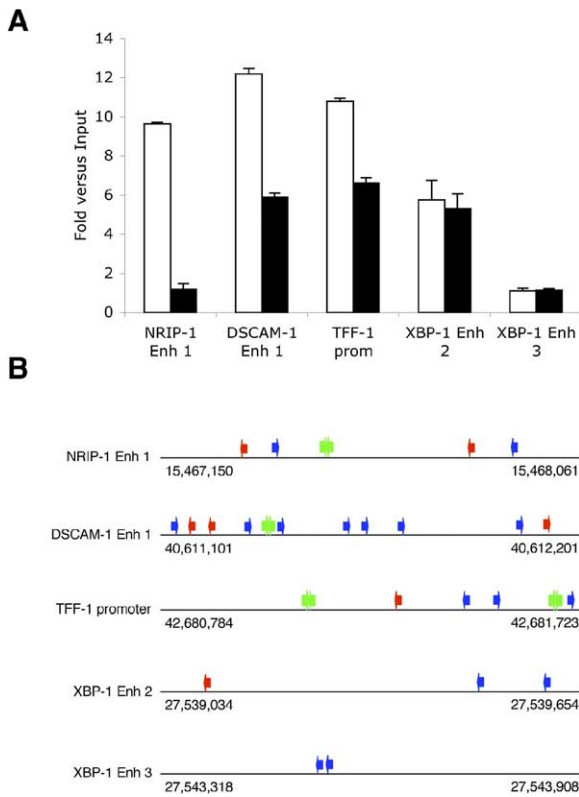 A
14
12
10
8
6
4
2
0
Fold versus Input
NRIP-1
Enh 1
DSCAM-1
Enh 1
TFF-1
prom
XBP-1 Enh
2
XBP-1 Enh
3
B
NRIP-1 Enh 1
15,467,150
15,468,061
DSCAM-1 Enh 1
40,611,101
40,612,201
TFF-1 promoter
42,680,784
42,681,723
XBP-1 Enh 2
27,539,034
27,539,654
XBP-1 Enh 3
27,543,318
27,543,908